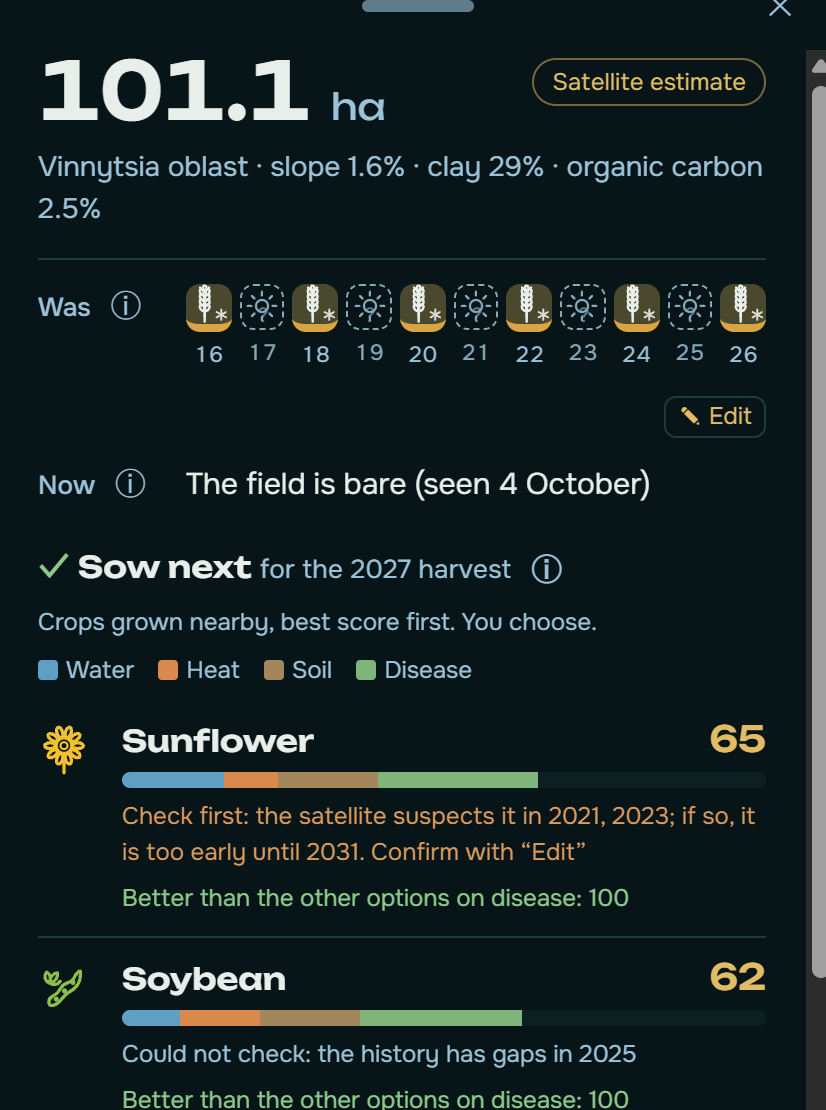 101.1 ha
Satellite estimate
Vinnytsia oblast · slope 1.6% · clay 29% · organic carbon
2.5%
Was
16 17 18 19 20 21 22 23 24 25 26
Edit
Now The field is bare (seen 4 October)
Sow next for the 2027 harvest
Crops grown nearby, best score first. You choose.
Water Heat Soil Disease
Sunflower 65
Check first: the satellite suspects it in 2021, 2023; if so, it
is too early until 2031. Confirm with “Edit”
Better than the other options on disease: 100
Soybean 62
Could not check: the history has gaps in 2025
Better than the other options on disease: 100